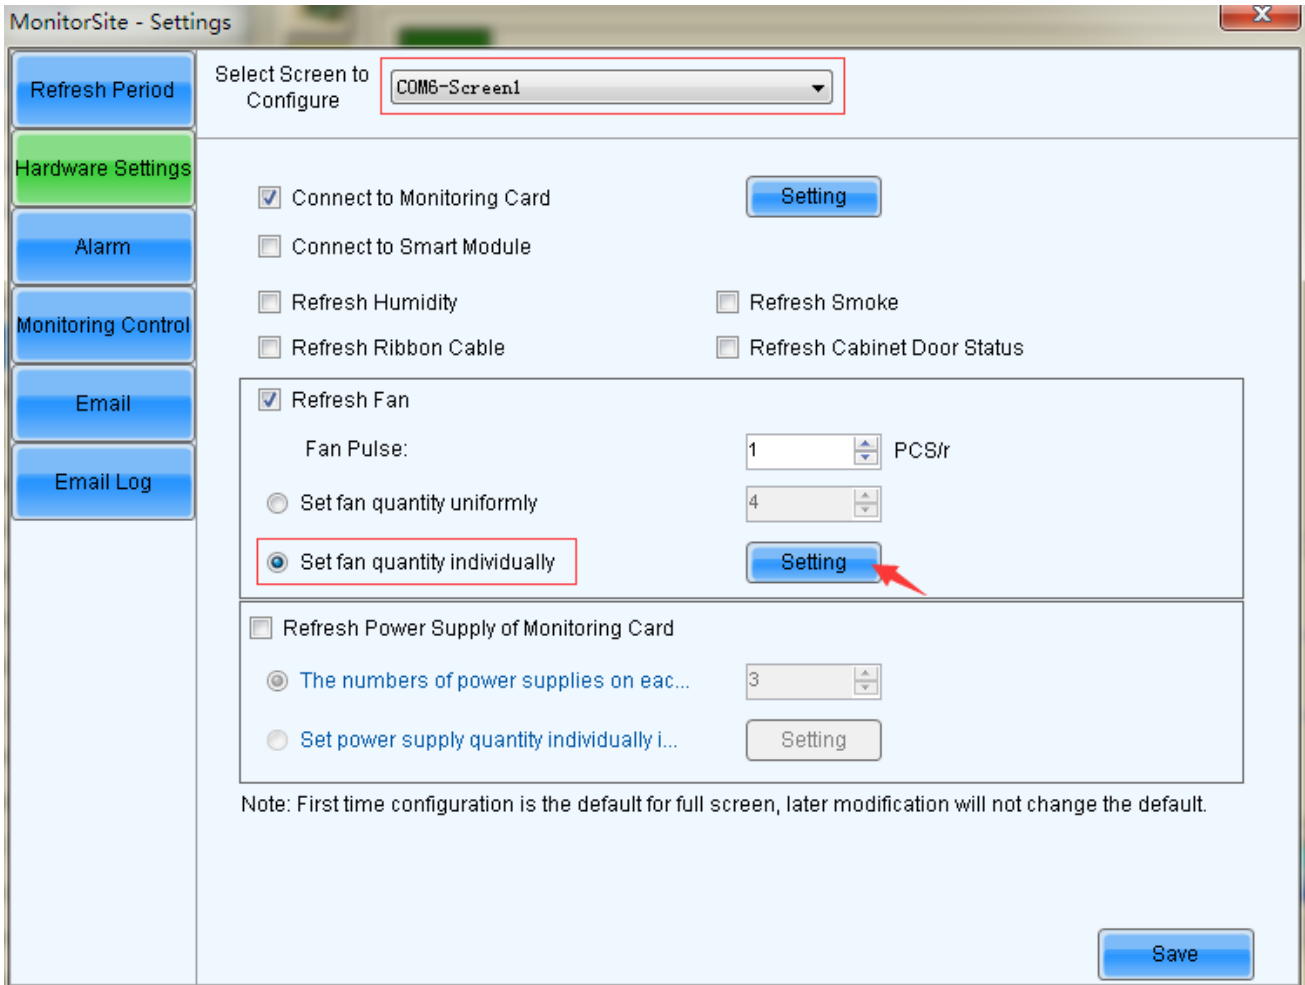 MonitorSite - Settings
X
Refresh Period
Hardware Settings
Alarm
Monitoring Control
Email
Email Log
Select Screen to
Configure
COM6-Screen1
Connect to Monitoring Card
Setting
Connect to Smart Module
Refresh Humidity
Refresh Smoke
Refresh Ribbon Cable
Refresh Cabinet Door Status
Refresh Fan
Fan Pulse:
1
PCS/r
Set fan quantity uniformly
4
Set fan quantity individually
Setting
Refresh Power Supply of Monitoring Card
The numbers of power supplies on eac...
3
Set power supply quantity individually i...
Setting
Note: First time configuration is the default for full screen, later modification will not change the default.
Save